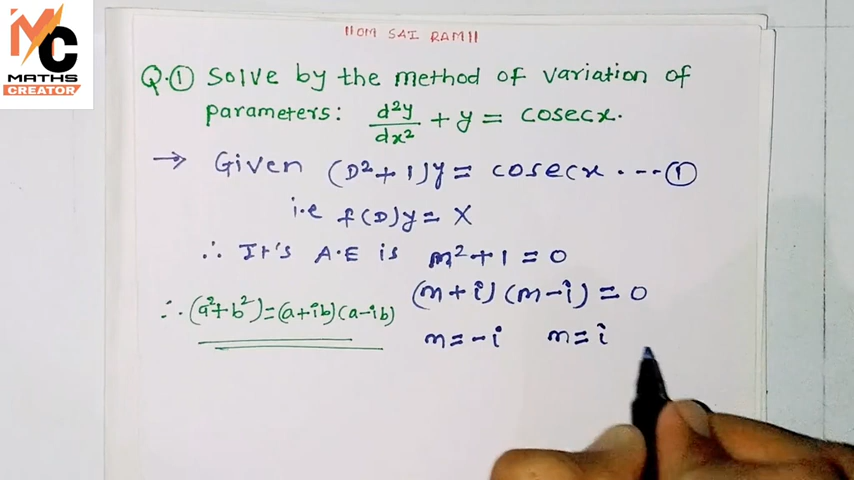 MC
MATHS
CREATOR
॥OM SAI RAM॥
Q.① Solve by the method of variation of
parameters: d²y/dx² + y = cosecx.
→ Given (D²+1)y = cosecx ---- ①
i.e f(D)y = X
∴ It's A.E is m²+1=0
(m+i)(m-i)=0
∴(a²+b²)=(a+ib)(a-ib)
m=-i m=i